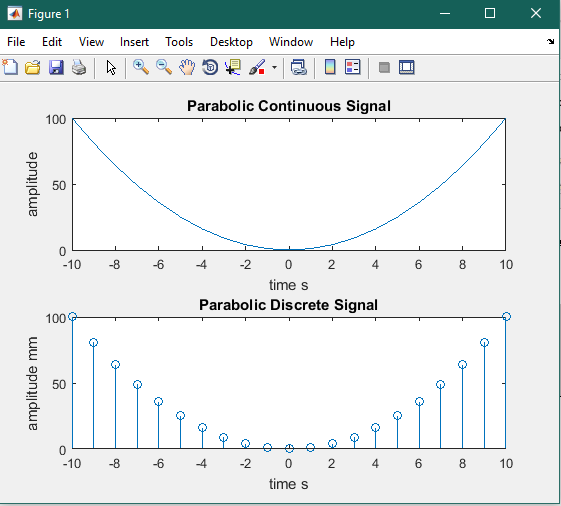 Figure 1
File Edit View Insert Tools Desktop Window Help
Parabolic Continuous Signal
amplitude
100
50
0
-10 -8 -6 -4 -2 0 2 4 6 8 10
time s
Parabolic Discrete Signal
amplitude mm
100
50
0
-10 -8 -6 -4 -2 0 2 4 6 8 10
time s